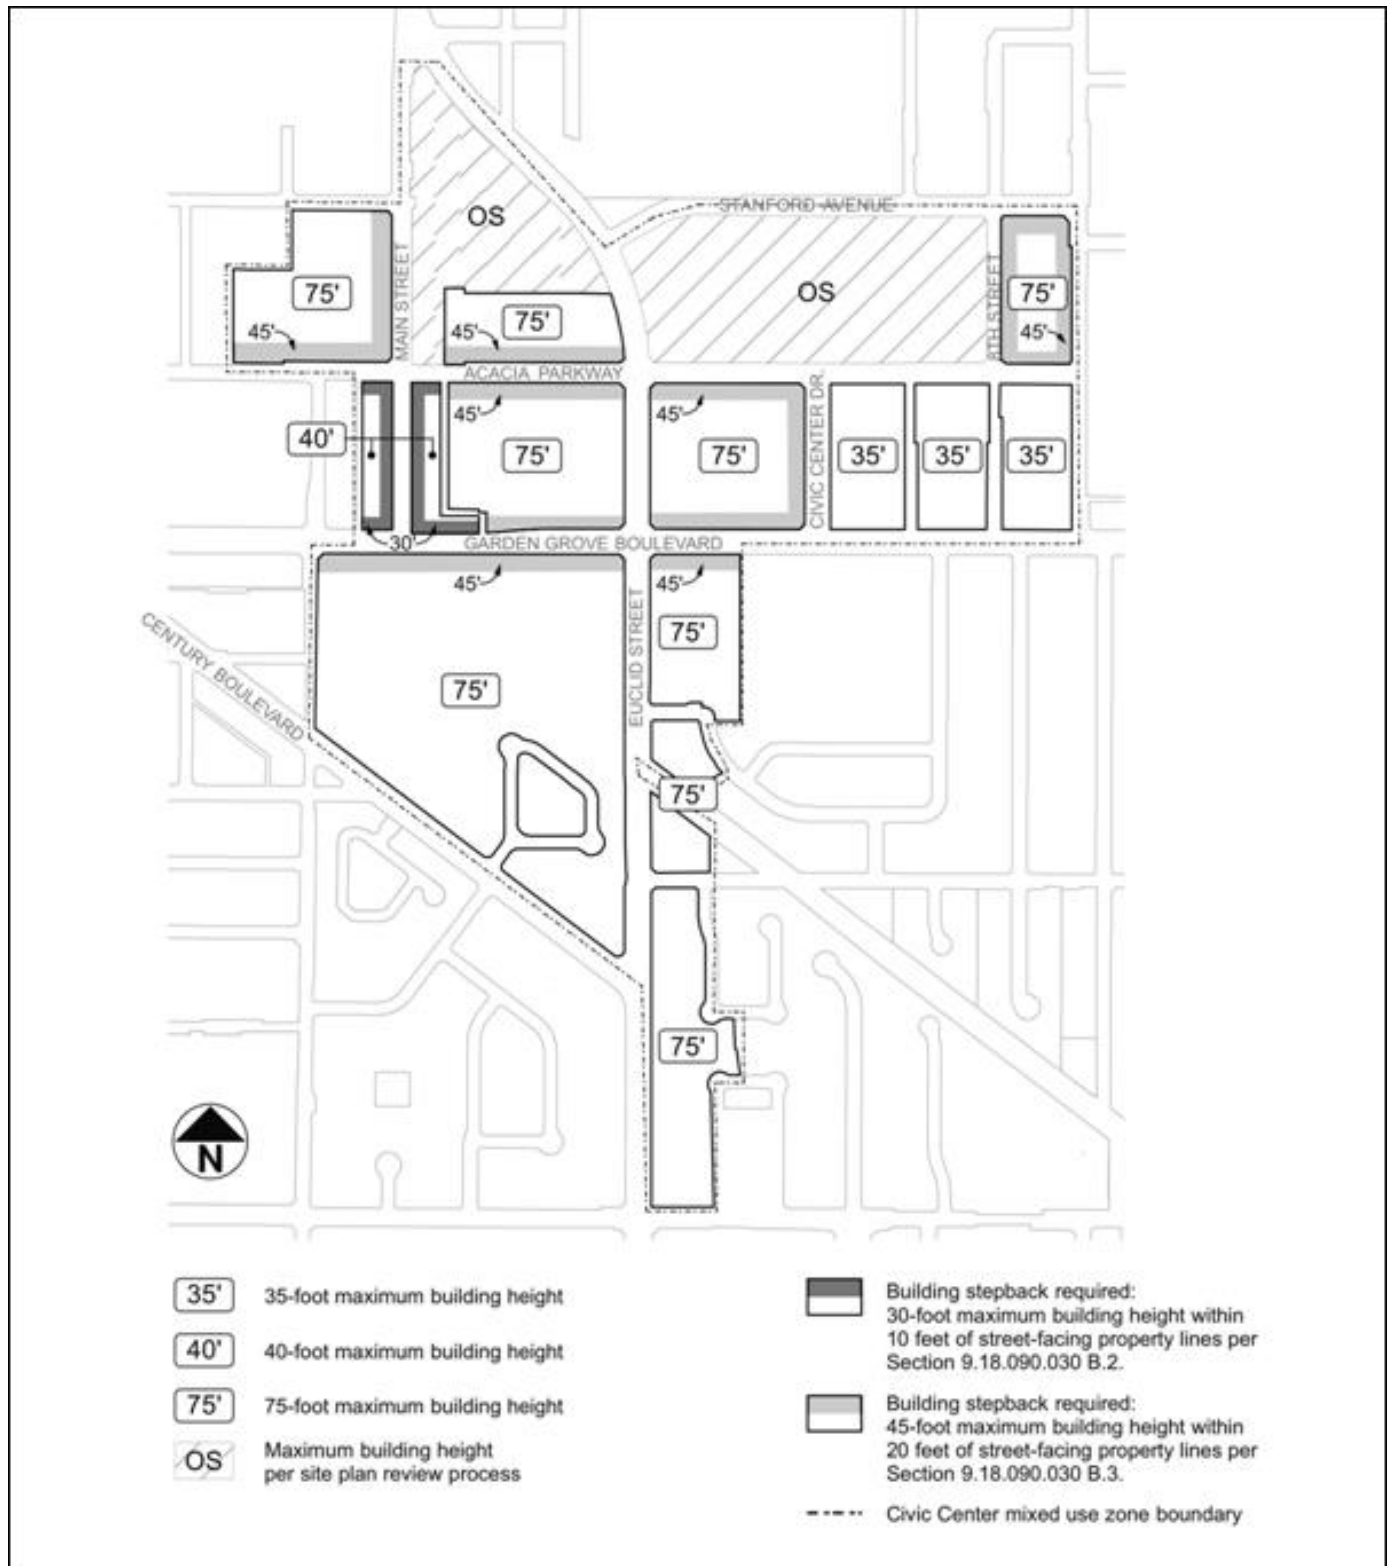 OS
STANFORD AVENUE
75'
MAIN STREET
45'
75'
45'
OS
8TH STREET
75'
45'
ACACIA PARKWAY
40'
45'
75'
45'
75'
CIVIC CENTER DR.
35'
35'
35'
30'
GARDEN GROVE BOULEVARD
45'
45'
75'
EUCLID STREET
CENTURY BOULEVARD
75'
75'
75'
N
35'
35-foot maximum building height
40'
40-foot maximum building height
75'
75-foot maximum building height
OS
Maximum building height
per site plan review process
Building stepback required:
30-foot maximum building height within
10 feet of street-facing property lines per
Section 9.18.090.030 B.2.
Building stepback required:
45-foot maximum building height within
20 feet of street-facing property lines per
Section 9.18.090.030 B.3.
Civic Center mixed use zone boundary